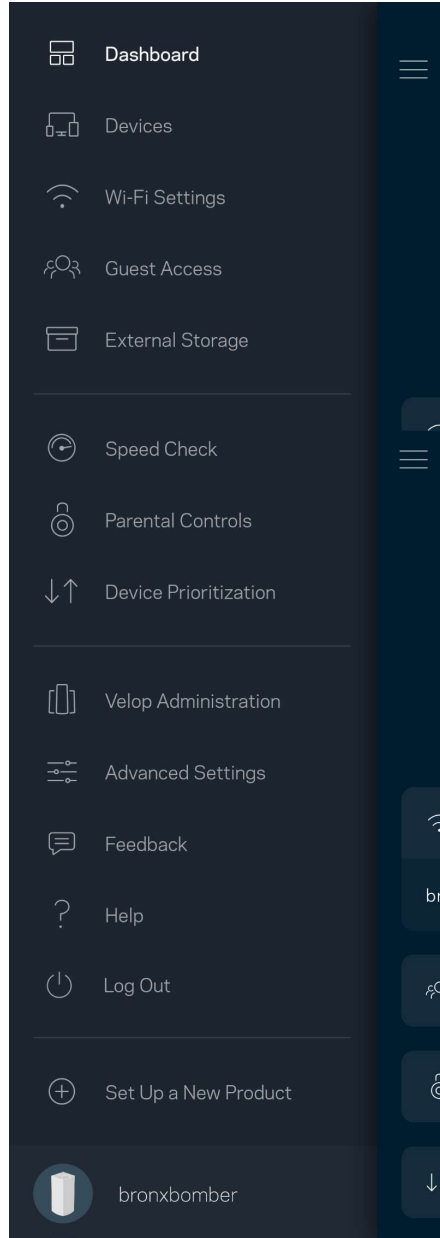 Dashboard
Devices
Wi-Fi Settings
Guest Access
External Storage
Speed Check
Parental Controls
Device Prioritization
Velop Administration
Advanced Settings
Feedback
Help
Log Out
Set Up a New Product
bronxbomber
br